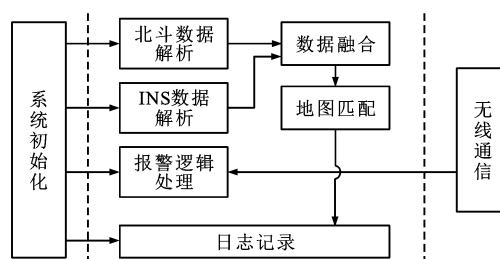 系统初始化
北斗数据
解析
INS数据
解析
报警逻辑
处理
数据融合
地图匹配
日志记录
无线通信